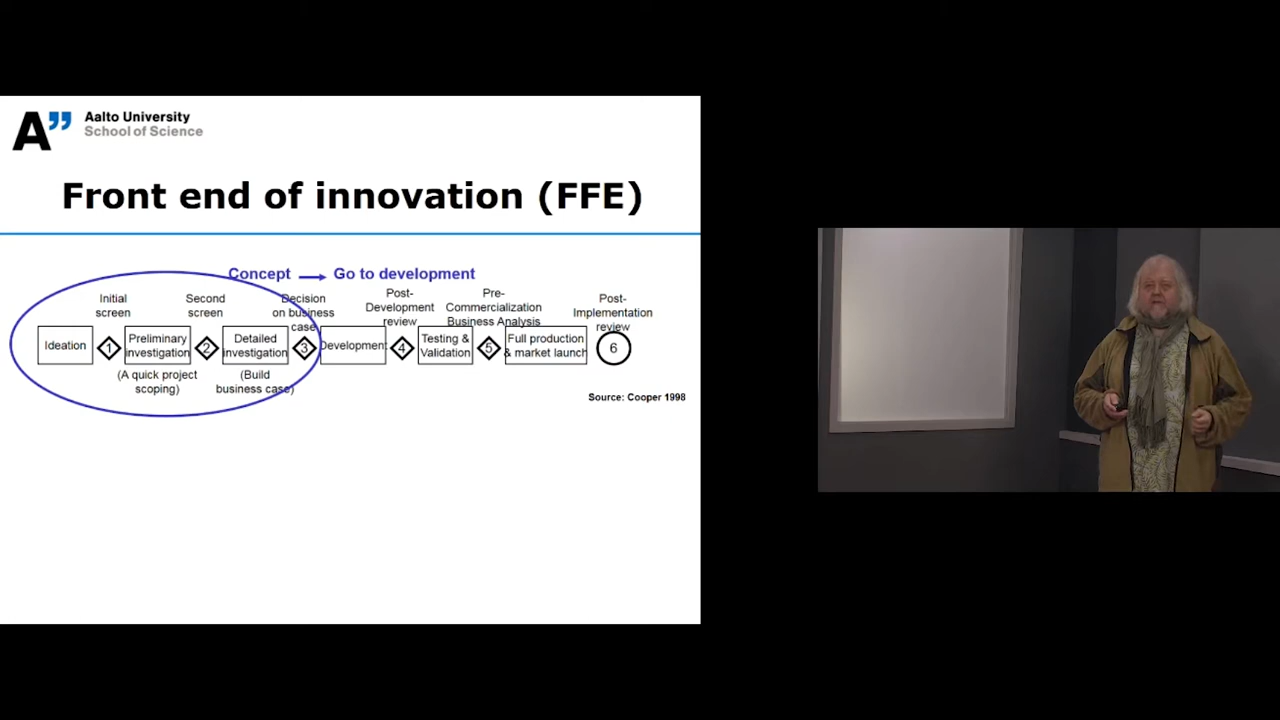 A”
Aalto University
School of Science
Front end of innovation (FFE)
Concept → Go to development
Initial
screen
Second
screen
Decision
on business
case
Post-
Development
review
Pre-
Commercialization
Business Analysis
Post-
Implementation
review
Ideation
1
Preliminary
investigation
2
Detailed
investigation
3
Development
4
Testing &
Validation
5
Full production
& market launch
6
(A quick project
scoping)
(Build
business case)
Source: Cooper 1998